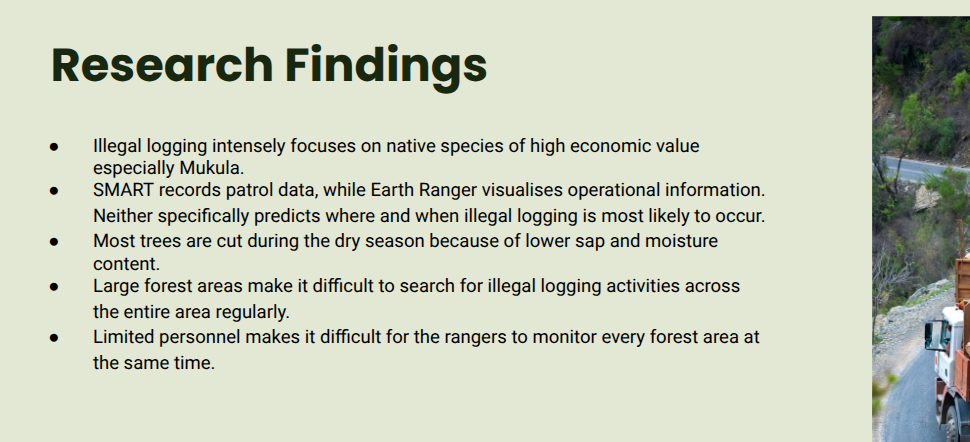 Research Findings
● Illegal logging intensely focuses on native species of high economic value
especially Mukula.
● SMART records patrol data, while Earth Ranger visualises operational information.
Neither specifically predicts where and when illegal logging is most likely to occur.
● Most trees are cut during the dry season because of lower sap and moisture
content.
● Large forest areas make it difficult to search for illegal logging activities across
the entire area regularly.
● Limited personnel makes it difficult for the rangers to monitor every forest area at
the same time.